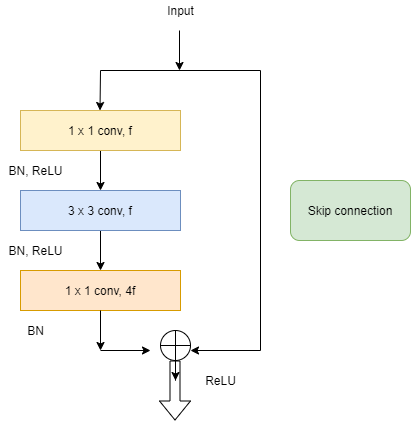 Input
1 x 1 conv, f
BN, ReLU
3 x 3 conv, f
Skip connection
BN, ReLU
1 x 1 conv, 4f
BN
ReLU